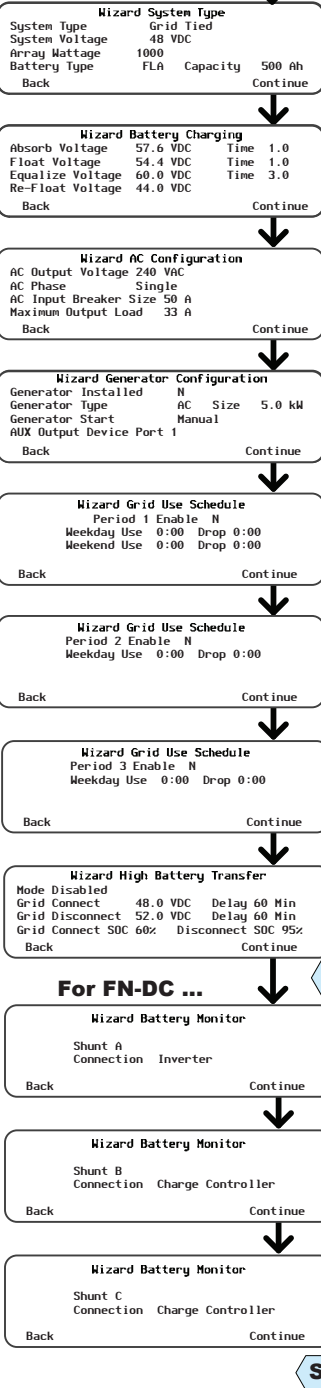 Wizard System Type
System Type Grid Tied
System Voltage 48 VDC
Array Wattage 1000
Battery Type FLA Capacity 500 Ah
Back Continue
Wizard Battery Charging
Absorb Voltage 57.6 VDC Time 1.0
Float Voltage 54.4 VDC Time 1.0
Equalize Voltage 60.0 VDC Time 3.0
Re-Float Voltage 44.0 VDC
Back Continue
Wizard AC Configuration
AC Output Voltage 240 VAC
AC Phase Single
AC Input Breaker Size 50 A
Maximum Output Load 33 A
Back Continue
Wizard Generator Configuration
Generator Installed N
Generator Type AC Size 5.0 kW
Generator Start Manual
AUX Output Device Port 1
Back Continue
Wizard Grid Use Schedule
Period 1 Enable N
Weekday Use 0:00 Drop 0:00
Weekend Use 0:00 Drop 0:00
Back Continue
Wizard Grid Use Schedule
Period 2 Enable N
Weekday Use 0:00 Drop 0:00
Back Continue
Wizard Grid Use Schedule
Period 3 Enable N
Weekday Use 0:00 Drop 0:00
Back Continue
Wizard High Battery Transfer
Mode Disabled
Grid Connect 48.0 VDC Delay 60 Min
Grid Disconnect 52.0 VDC Delay 60 Min
Grid Connect SOC 60% Disconnect SOC 95%
Back Continue
For FN-DC ...
Wizard Battery Monitor
Shunt A
Connection Inverter
Back Continue
Wizard Battery Monitor
Shunt B
Connection Charge Controller
Back Continue
Wizard Battery Monitor
Shunt C
Connection Charge Controller
Back Continue